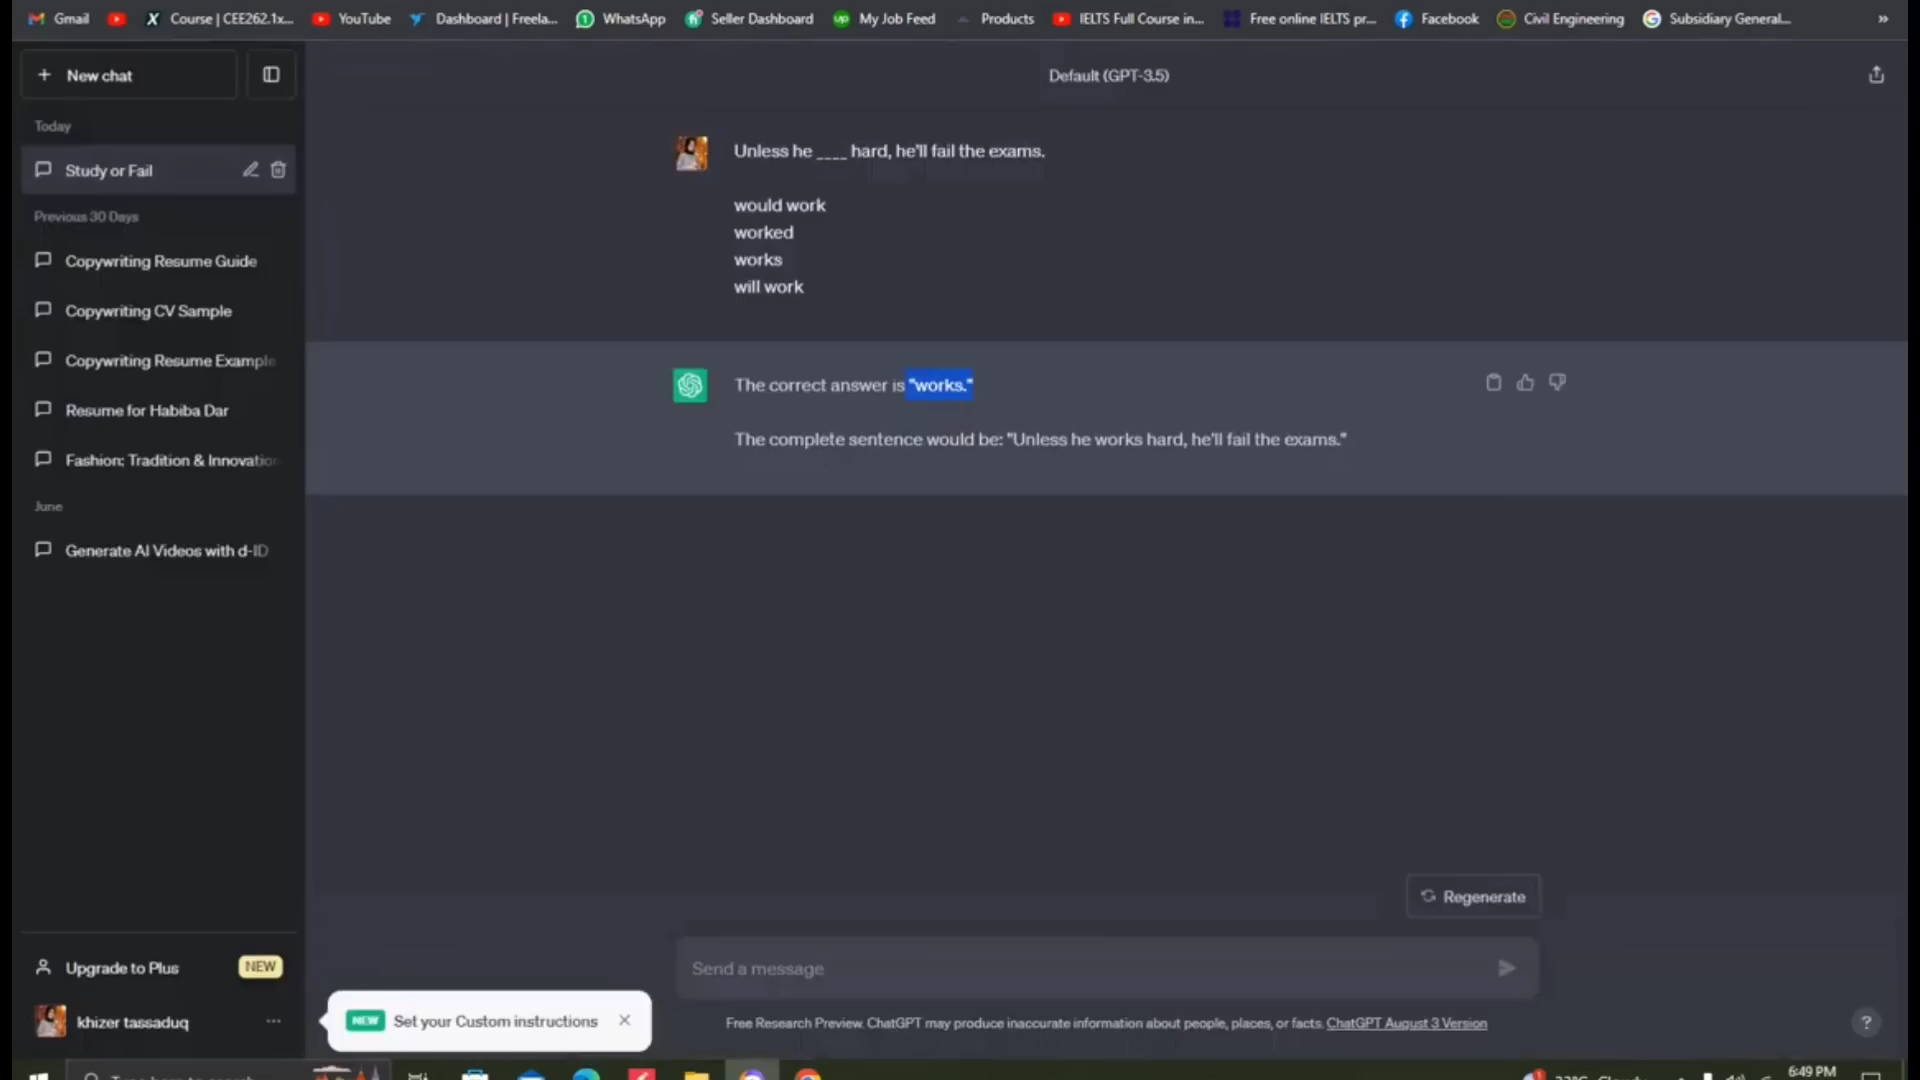 Gmail
Course | CEE262.1x...
YouTube
Dashboard | Freela...
WhatsApp
Seller Dashboard
My Job Feed
Products
IELTS Full Course in...
Free online IELTS pr...
Facebook
Civil Engineering
Subsidiary General...
»
+ New chat
Default (GPT-3.5)
Today
Study or Fail
Previous 30 Days
Copywriting Resume Guide
Copywriting CV Sample
Copywriting Resume Example
Resume for Habiba Dar
Fashion: Tradition & Innovation
June
Generate AI Videos with d-ID
Unless he ____ hard, he'll fail the exams.
would work
worked
works
will work
The correct answer is "works."
The complete sentence would be: "Unless he works hard, he'll fail the exams."
Regenerate
Send a message
Upgrade to Plus
NEW
khizer tassaduq
...
NEW Set your Custom instructions
Free Research Preview. ChatGPT may produce inaccurate information about people, places, or facts. ChatGPT August 3 Version
?
6:49 PM